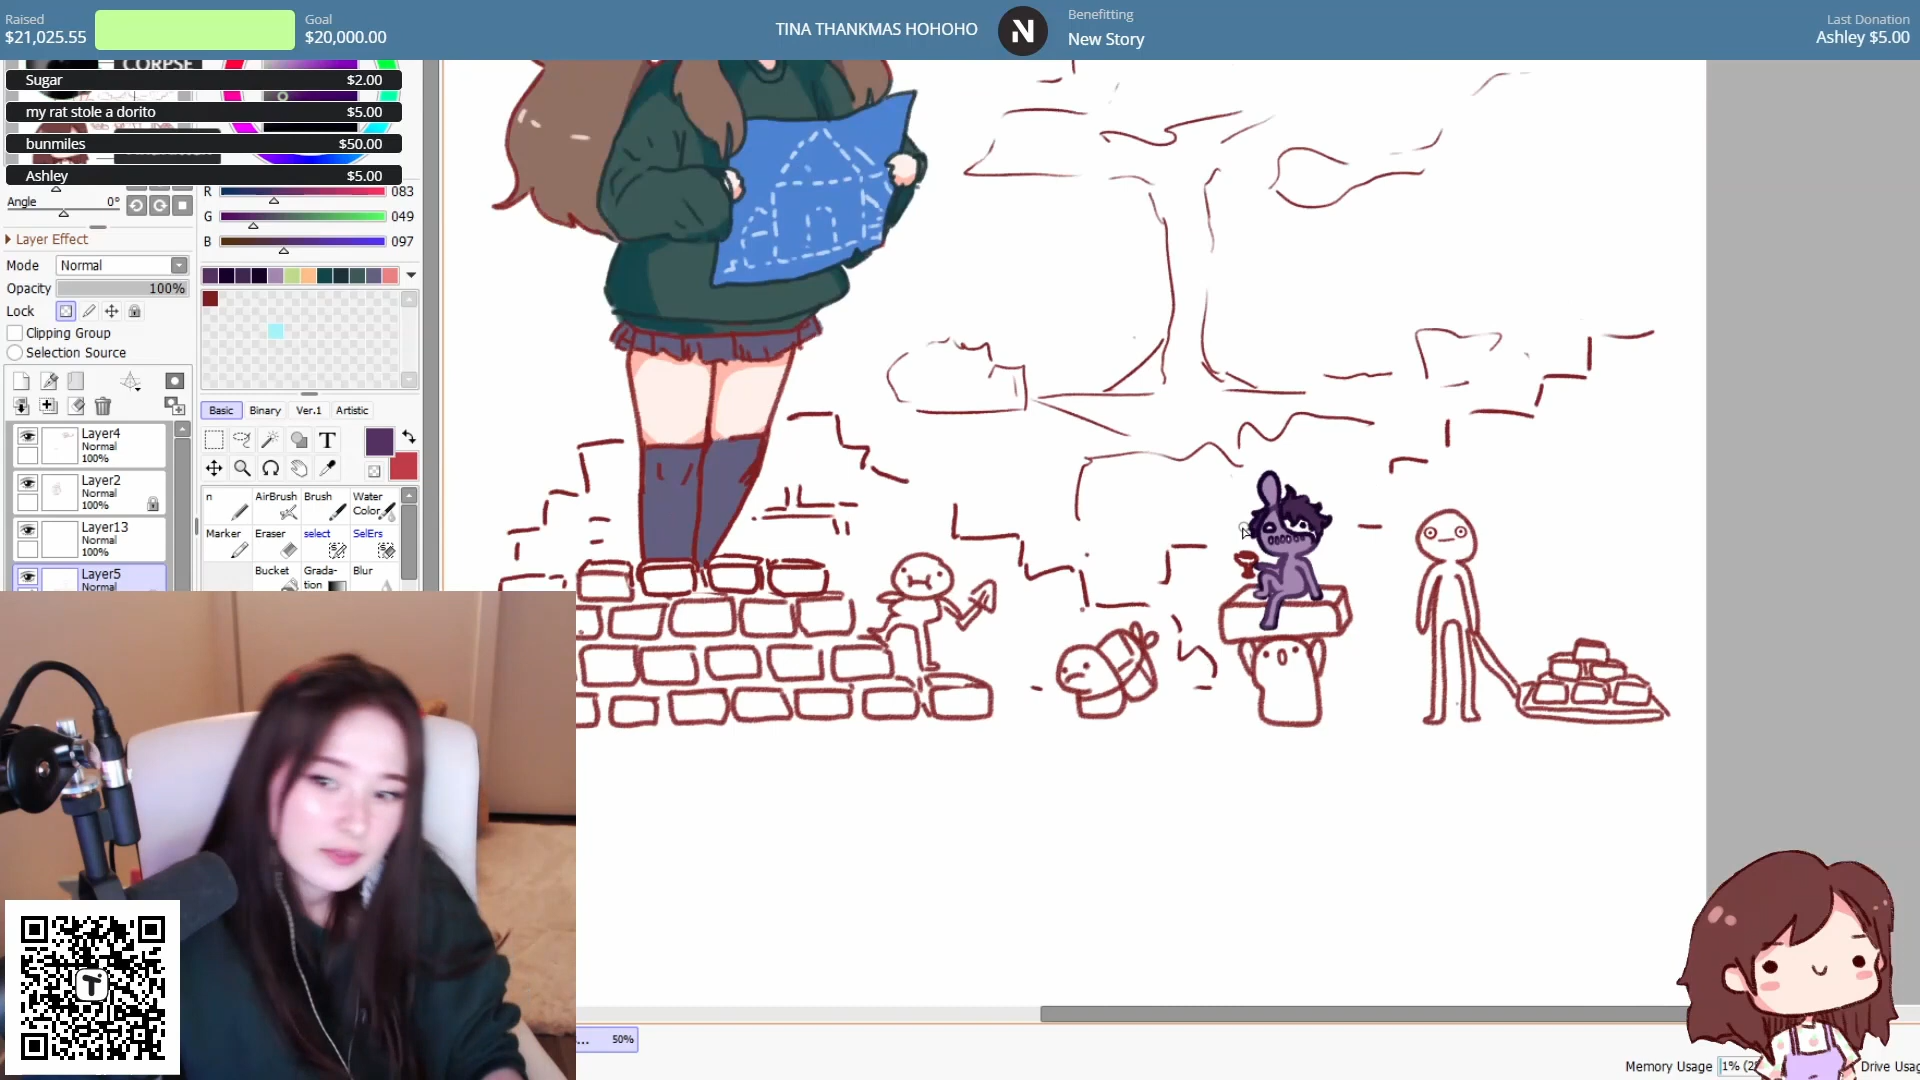 Raised
$21,025.55
Goal
$20,000.00
TINA THANKMAS HOHOHO
N
Benefitting
New Story
Last Donation
Ashley $5.00
CORPSE
Sugar $2.00
my rat stole a dorito $5.00
bunmiles $50.00
Ashley $5.00
Angle 0°
R 083
G 049
B 097
Layer Effect
Mode Normal
Opacity 100%
Lock
Clipping Group
Selection Source
Basic Binary Ver.1 Artistic
T
Layer4
Normal
100%
Layer2
Normal
100%
Layer13
Normal
100%
Layer5
Normal
n AirBrush Brush Water Color
Marker Eraser select SelErs
Bucket Grada-tion Blur
T
... 50%
Memory Usage 1%
Drive Usag